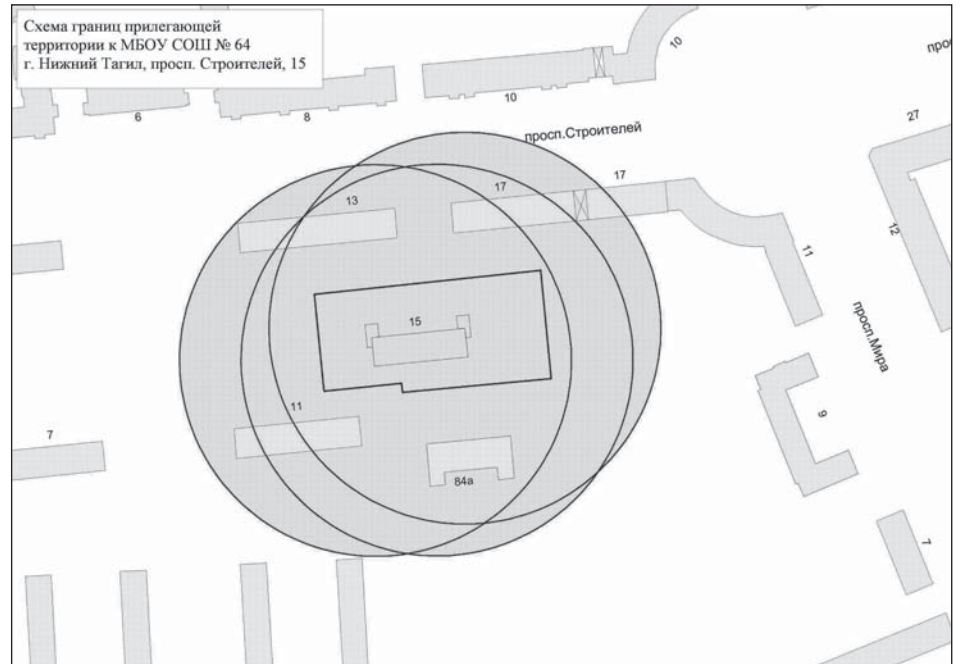 Схема границ прилегающей
территории к МБОУ СОШ № 64
г. Нижний Тагил, просп. Строителей, 15
10
про
6
8
10
27
просп.Строителей
17
17
13
12
11
15
просп.Мира
11
9
7
84а
7